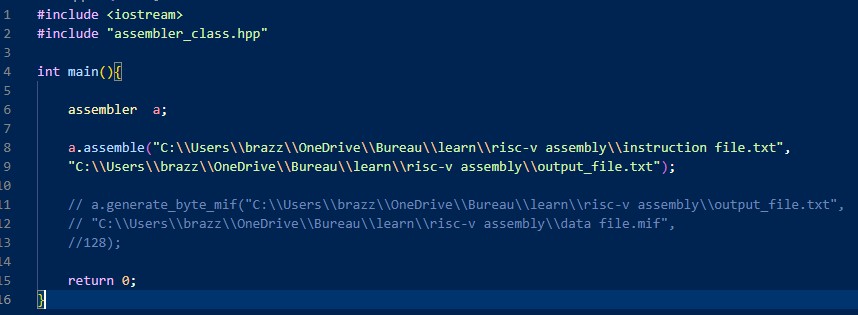 1 #include <iostream>
2 #include "assembler_class.hpp"
3
4 int main(){
5
6 assembler  a;
7
8 a.assemble("C:\\Users\\brazz\\OneDrive\\Bureau\\learn\\risc-v assembly\\instruction file.txt",
9 "C:\\Users\\brazz\\OneDrive\\Bureau\\learn\\risc-v assembly\\output_file.txt");
10
11 // a.generate_byte_mif("C:\\Users\\brazz\\OneDrive\\Bureau\\learn\\risc-v assembly\\output_file.txt",
12 // "C:\\Users\\brazz\\OneDrive\\Bureau\\learn\\risc-v assembly\\data file.mif",
13 //128);
14
15 return 0;
16 }